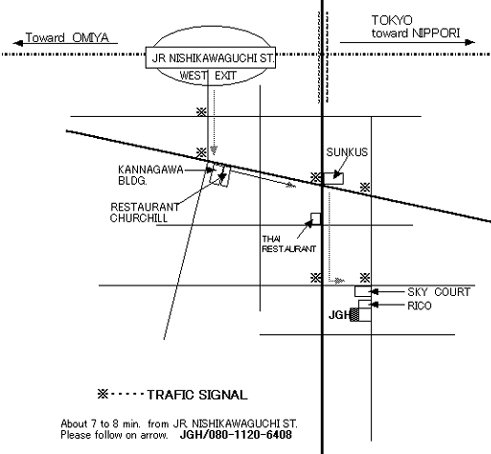 Toward OMIYA
TOKYO
toward NIPPORI
JR NISHIKAWAGUCHI ST.
WEST EXIT
※
※
SUNKUS
KANNAGAWA
BLDG.
※
※
RESTAURANT
CHURCHILL
THAI
RESTAURANT
※
※
SKY COURT
RICO
JGH
※・・・・・TRAFIC SIGNAL
About 7 to 8 min. from JR NISHIKAWAGUCHI ST.
Please follow on arrow. JGH/080-1120-6408